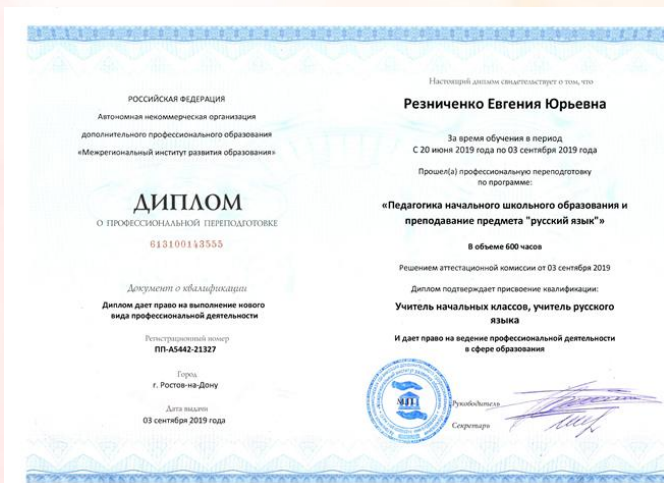 РОССИЙСКАЯ ФЕДЕРАЦИЯ
Автономная некоммерческая организация
дополнительного профессионального образования
«Межрегиональный институт развития образования»
ДИПЛОМ
О ПРОФЕССИОНАЛЬНОЙ ПЕРЕПОДГОТОВКЕ
613100143555
Документ о квалификации
Диплом дает право на выполнение нового
вида профессиональной деятельности
Регистрационный номер
ПП-А5442-21327
Город
г. Ростов-на-Дону
Дата выдачи
03 сентября 2019 года
Настоящий диплом свидетельствует о том, что
Резниченко Евгения Юрьевна
За время обучения в период
С 20 июня 2019 года по 03 сентября 2019 года
Прошел(а) профессиональную переподготовку
по программе:
«Педагогика начального школьного образования и
преподавание предмета "русский язык"»
В объеме 600 часов
Решением аттестационной комиссии от 03 сентября 2019
Диплом подтверждает присвоение квалификации:
Учитель начальных классов, учитель русского
языка
И дает право на ведение профессиональной деятельности
в сфере образования
Руководитель
Секретарь